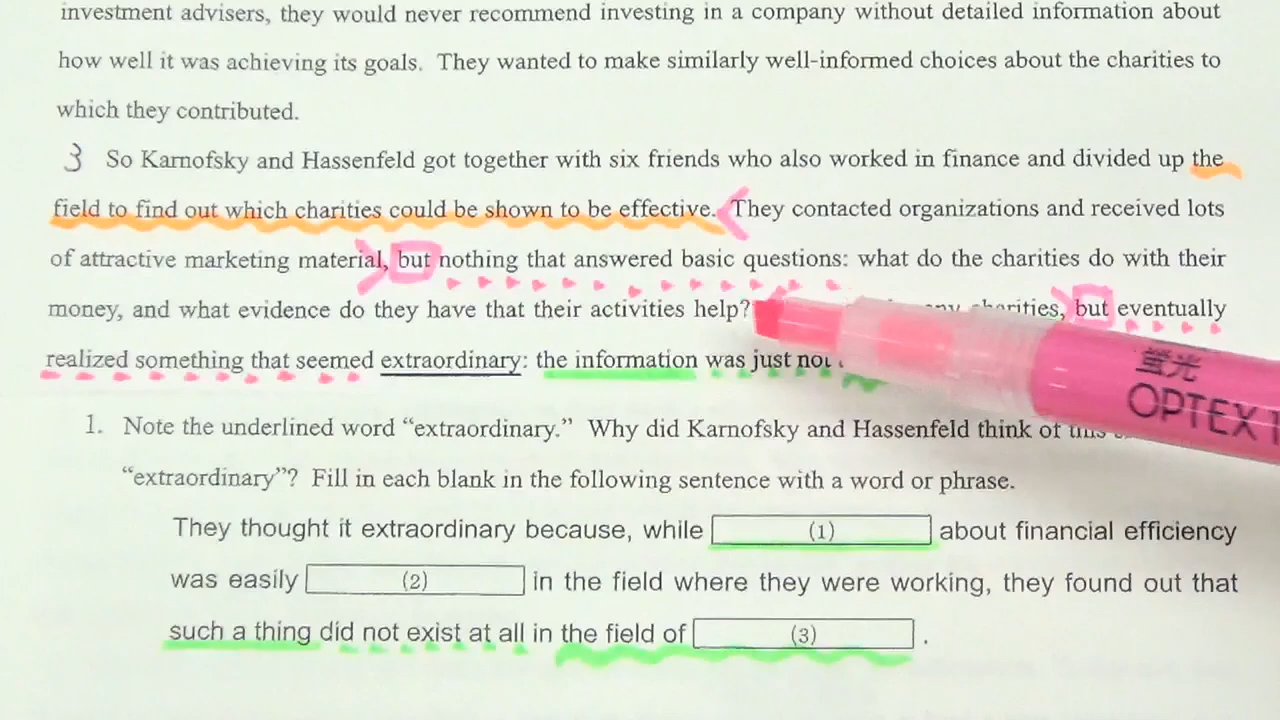 investment advisers, they would never recommend investing in a company without detailed information about
how well it was achieving its goals. They wanted to make similarly well-informed choices about the charities to
which they contributed.
3 So Karnofsky and Hassenfeld got together with six friends who also worked in finance and divided up the
field to find out which charities could be shown to be effective. They contacted organizations and received lots
of attractive marketing material, but nothing that answered basic questions: what do the charities do with their
money, and what evidence do they have that their activities help? charities, but eventually
realized something that seemed extraordinary: the information was just not
1. Note the underlined word “extraordinary.” Why did Karnofsky and Hassenfeld think of
“extraordinary”? Fill in each blank in the following sentence with a word or phrase.
They thought it extraordinary because, while (1) about financial efficiency
was easily (2) in the field where they were working, they found out that
such a thing did not exist at all in the field of (3) .
蛍光
OPTEX 1